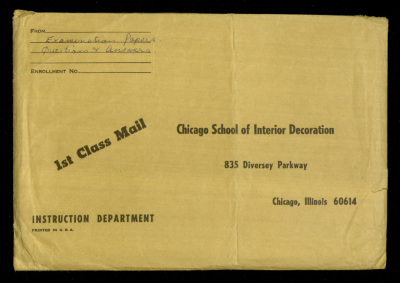 FROM
Examination Papers
Questions & Answers
ENROLLMENT NO.
1st Class Mail
Chicago School of Interior Decoration
835 Diversey Parkway
Chicago, Illinois 60614
INSTRUCTION DEPARTMENT
PRINTED IN U.S.A.